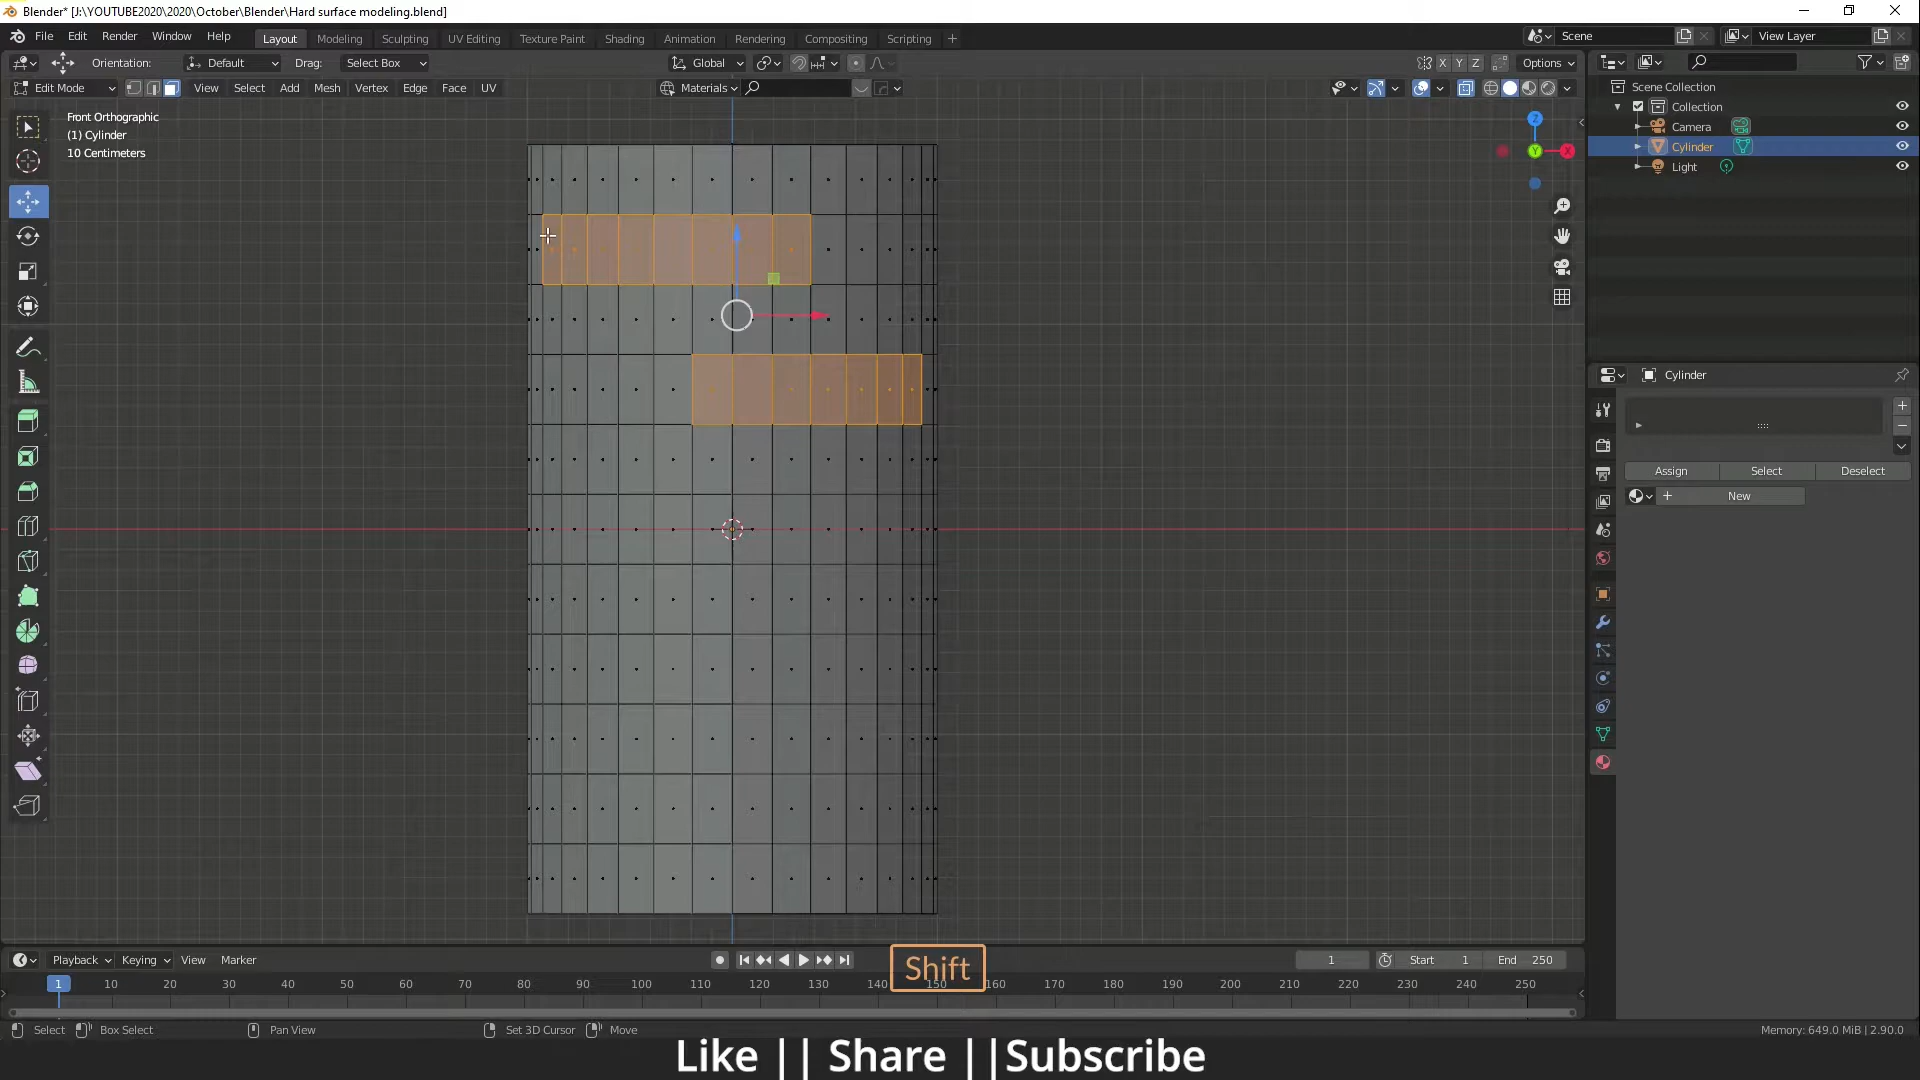 Blender* [J:\YOUTUBE2020\2020\October\Blender\Hard surface modeling.blend]
File Edit Render Window Help Layout Modeling Sculpting UV Editing Texture Paint Shading Animation Rendering Compositing Scripting + Scene View Layer
Orientation: Default Drag: Select Box Global X Y Z Options
Edit Mode View Select Add Mesh Vertex Edge Face UV Materials
Scene Collection
Collection
Camera
Cylinder
Light
Front Orthographic
(1) Cylinder
10 Centimeters
Z
Y
X
Cylinder
Assign Select Deselect
+ New
Playback Keying View Marker 1 Start 1 End 250
Shift
1 10 20 30 40 50 60 70 80 90 100 110 120 130 140 150 160 170 180 190 200 210 220 230 240 250
Select Box Select Pan View Set 3D Cursor Move Memory: 649.0 MiB | 2.90.0
Like || Share ||Subscribe